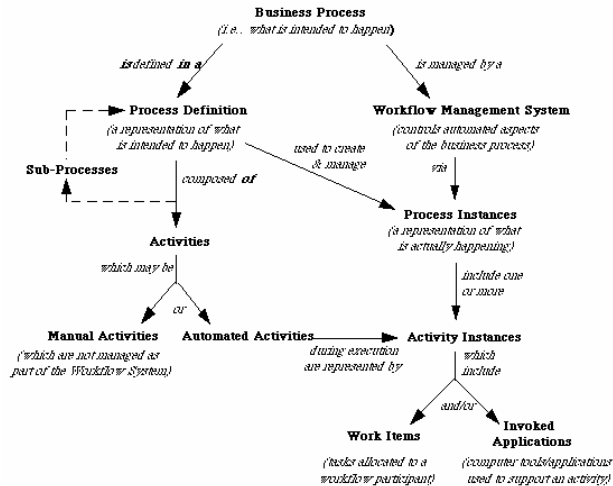 Business Process
(i.e., what is intended to happen)
is defined in a
is managed by a
Process Definition
(a representation of what
is intended to happen)
Workflow Management System
(controls automated aspects
of the business process)
used to create
& manage
via
Sub-Processes
composed of
Process Instances
(a representation of what
is actually happening)
Activities
which may be
include one
or more
or
Manual Activities
(which are not managed as
part of the Workflow System)
Automated Activities
during execution
are represented by
Activity Instances
which
include
and/or
Work Items
(tasks allocated to a
workflow participant)
Invoked
Applications
(computer tools/applications
used to support an activity)